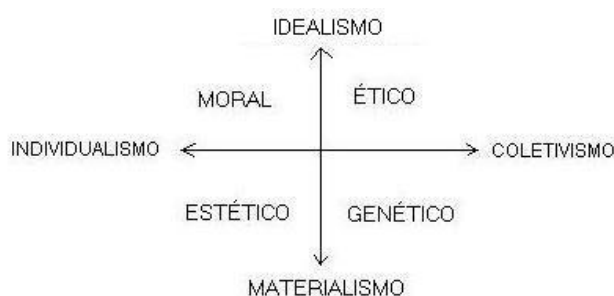 IDEALISMO
MORAL ÉTICO
INDIVIDUALISMO COLETIVISMO
ESTÉTICO GENÉTICO
MATERIALISMO